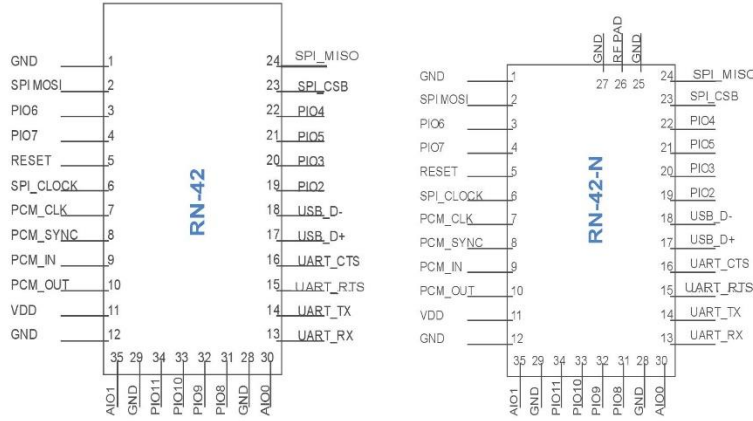 RN-42
GND 1
SPI MOSI 2
PIO6 3
PIO7 4
RESET 5
SPI_CLOCK 6
PCM_CLK 7
PCM_SYNC 8
PCM_IN 9
PCM_OUT 10
VDD 11
GND 12
24 SPI_MISO
23 SPI_CSB
22 PIO4
21 PIO5
20 PIO3
19 PIO2
18 USB_D-
17 USB_D+
16 UART_CTS
15 UART_RTS
14 UART_TX
13 UART_RX
35 29 34 33 32 31 28 30
AIO1 GND PIO11 PIO10 PIO9 PIO8 GND AIO0
RN-42-N
GND RF PAD GND
27 26 25
GND 1
SPI MOSI 2
PIO6 3
PIO7 4
RESET 5
SPI_CLOCK 6
PCM_CLK 7
PCM_SYNC 8
PCM_IN 9
PCM_OUT 10
VDD 11
GND 12
24 SPI_MISO
23 SPI_CSB
22 PIO4
21 PIO5
20 PIO3
19 PIO2
18 USB_D-
17 USB_D+
16 UART_CTS
15 UART_RTS
14 UART_TX
13 UART_RX
35 29 34 33 32 31 28 30
AIO1 GND PIO11 PIO10 PIO9 PIO8 GND AIO0